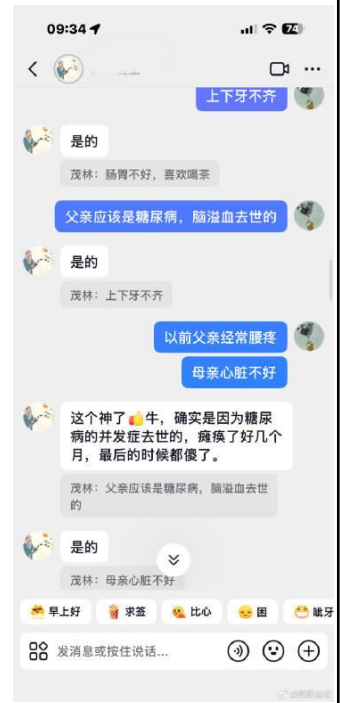 09:34
74
上下牙不齐
是的
茂林：肠胃不好，喜欢喝茶
父亲应该是糖尿病，脑溢血去世的
是的
茂林：上下牙不齐
以前父亲经常腰疼
母亲心脏不好
这个神了👍牛，确实是因为糖尿
病的并发症去世的，瘫痪了好几个
月，最后的时候都傻了。
茂林：父亲应该是糖尿病，脑溢血去世
的
是的
茂林：母亲心脏不好
早上好 求签 比心 困 呲牙
发消息或按住说话...